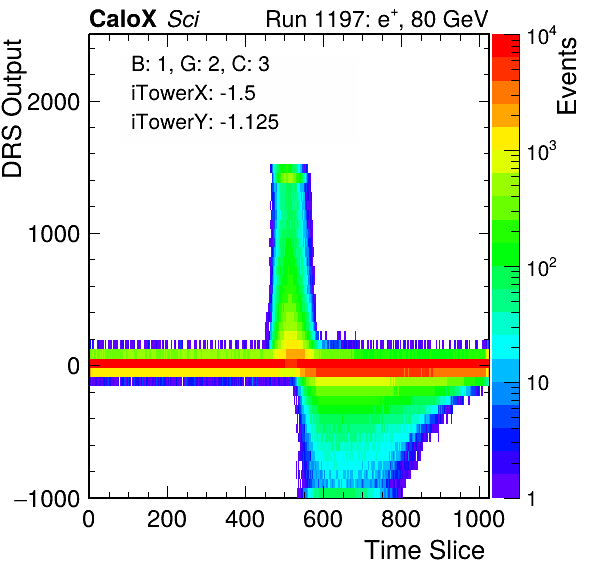 CaloX Sci
Run 1197: e⁺, 80 GeV
B: 1, G: 2, C: 3
iTowerX: -1.5
iTowerY: -1.125
DRS Output
2000
1000
0
−1000
0
200
400
600
800
1000
Time Slice
Events
10⁴
10³
10²
10
1